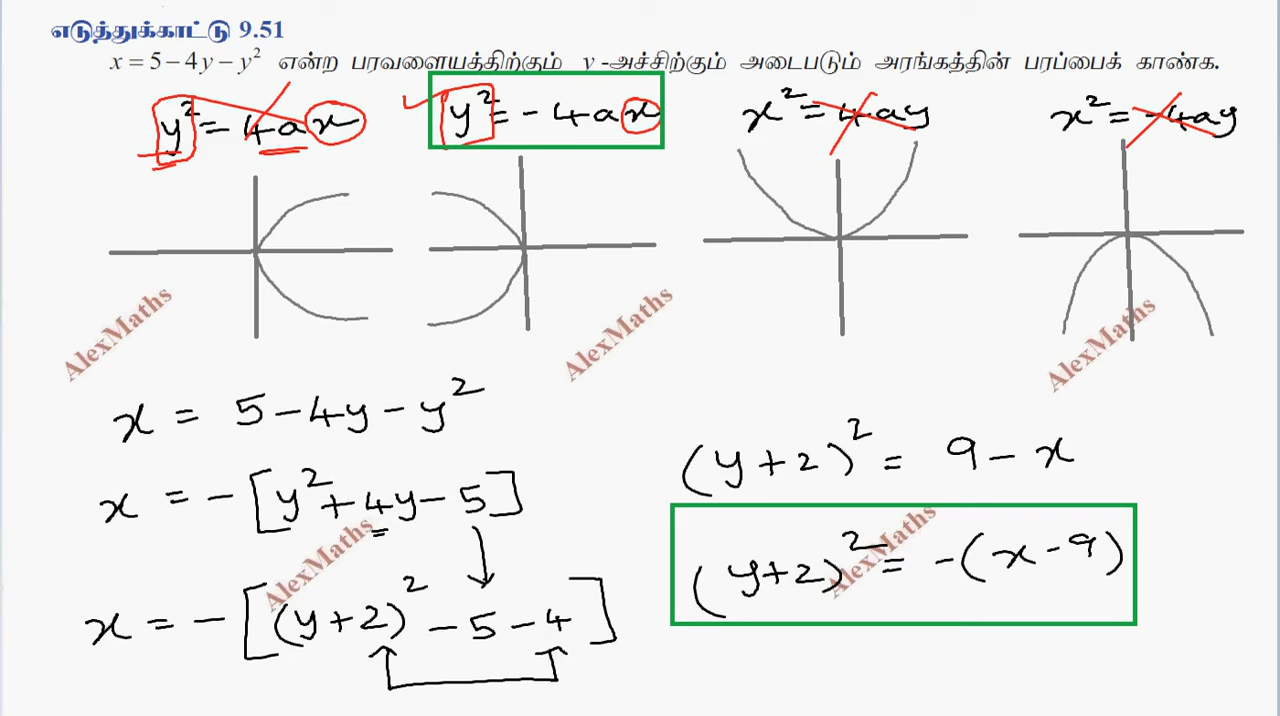 எடுத்துக்காட்டு 9.51
x = 5 – 4y – y² என்ற பரவளையத்திற்கும் y -அச்சிற்கும் அடைபடும் அரங்கத்தின் பரப்பைக் காண்க.
y² = 4ax
y² = - 4ax
x² = 4ay
x² = -4ay
AlexMaths
AlexMaths
AlexMaths
x = 5 - 4y - y²
x = - [y² + 4y - 5]
x = - [(y+2)² - 5 - 4]
AlexMaths
(y+2)² = 9 - x
(y+2)² = -(x - 9)
AlexMaths